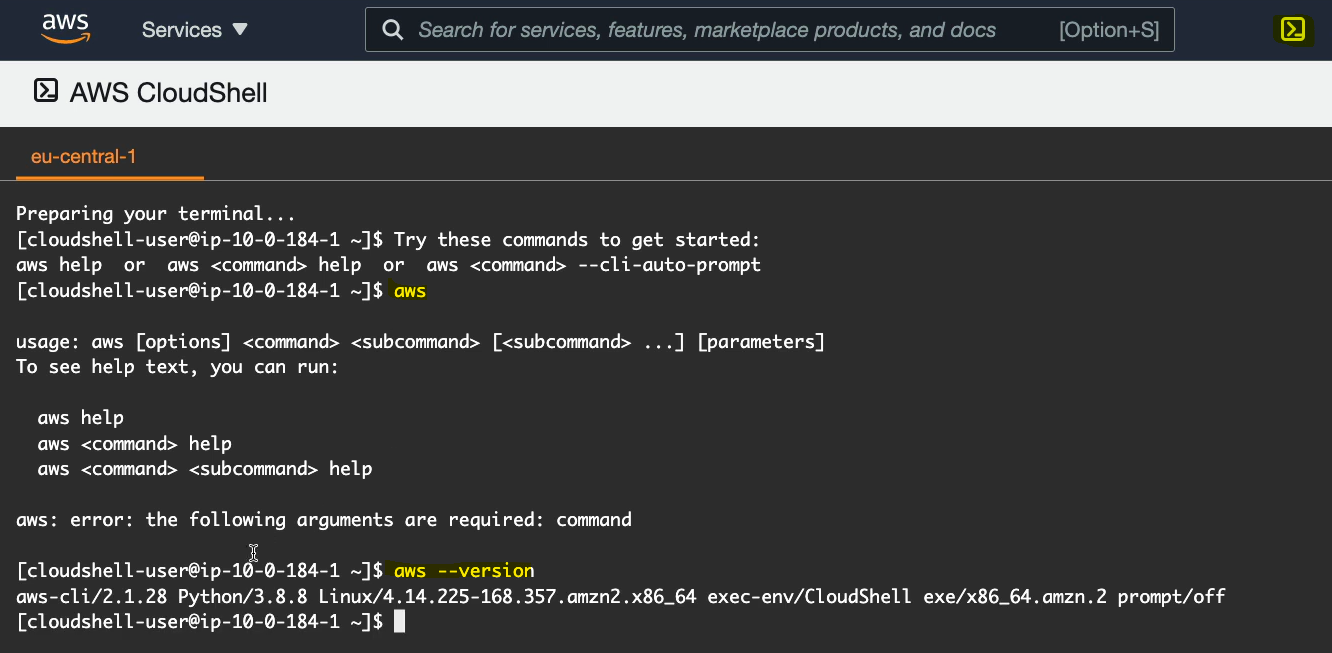 aws Services ▼ Search for services, features, marketplace products, and docs [Option+S]
AWS CloudShell
eu-central-1
Preparing your terminal...
[cloudshell-user@ip-10-0-184-1 ~]$ Try these commands to get started:
aws help  or  aws <command> help  or  aws <command> --cli-auto-prompt
[cloudshell-user@ip-10-0-184-1 ~]$ aws
usage: aws [options] <command> <subcommand> [<subcommand> ...] [parameters]
To see help text, you can run:
  aws help
  aws <command> help
  aws <command> <subcommand> help
aws: error: the following arguments are required: command
[cloudshell-user@ip-10-0-184-1 ~]$ aws --version
aws-cli/2.1.28 Python/3.8.8 Linux/4.14.225-168.357.amzn2.x86_64 exec-env/CloudShell exe/x86_64.amzn.2 prompt/off
[cloudshell-user@ip-10-0-184-1 ~]$